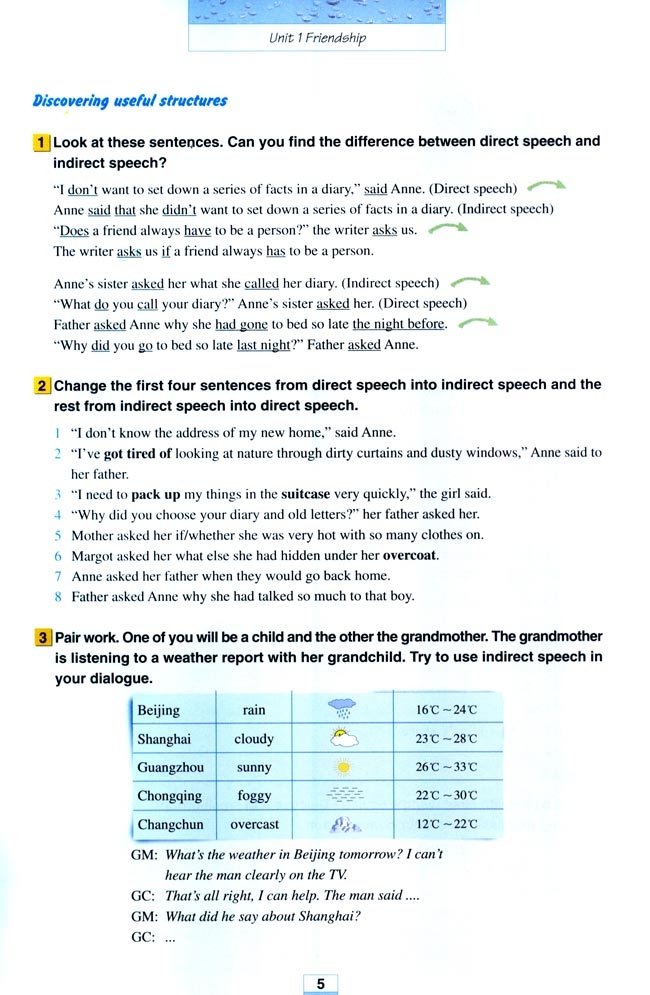 Unit 1 Friendship
Discovering useful structures
1 Look at these sentences. Can you find the difference between direct speech and
indirect speech?
“I don’t want to set down a series of facts in a diary,” said Anne. (Direct speech)
Anne said that she didn’t want to set down a series of facts in a diary. (Indirect speech)
“Does a friend always have to be a person?” the writer asks us.
The writer asks us if a friend always has to be a person.
Anne’s sister asked her what she called her diary. (Indirect speech)
“What do you call your diary?” Anne’s sister asked her. (Direct speech)
Father asked Anne why she had gone to bed so late the night before.
“Why did you go to bed so late last night?” Father asked Anne.
2 Change the first four sentences from direct speech into indirect speech and the
rest from indirect speech into direct speech.
1 “I don’t know the address of my new home,” said Anne.
2 “I’ve got tired of looking at nature through dirty curtains and dusty windows,” Anne said to
her father.
3 “I need to pack up my things in the suitcase very quickly,” the girl said.
4 “Why did you choose your diary and old letters?” her father asked her.
5 Mother asked her if/whether she was very hot with so many clothes on.
6 Margot asked her what else she had hidden under her overcoat.
7 Anne asked her father when they would go back home.
8 Father asked Anne why she had talked so much to that boy.
3 Pair work. One of you will be a child and the other the grandmother. The grandmother
is listening to a weather report with her grandchild. Try to use indirect speech in
your dialogue.
Beijing rain 16℃～24℃
Shanghai cloudy 23℃～28℃
Guangzhou sunny 26℃～33℃
Chongqing foggy 22℃～30℃
Changchun overcast 12℃～22℃
GM: What’s the weather in Beijing tomorrow? I can’t
hear the man clearly on the TV.
GC: That’s all right, I can help. The man said ....
GM: What did he say about Shanghai?
GC: ...
5